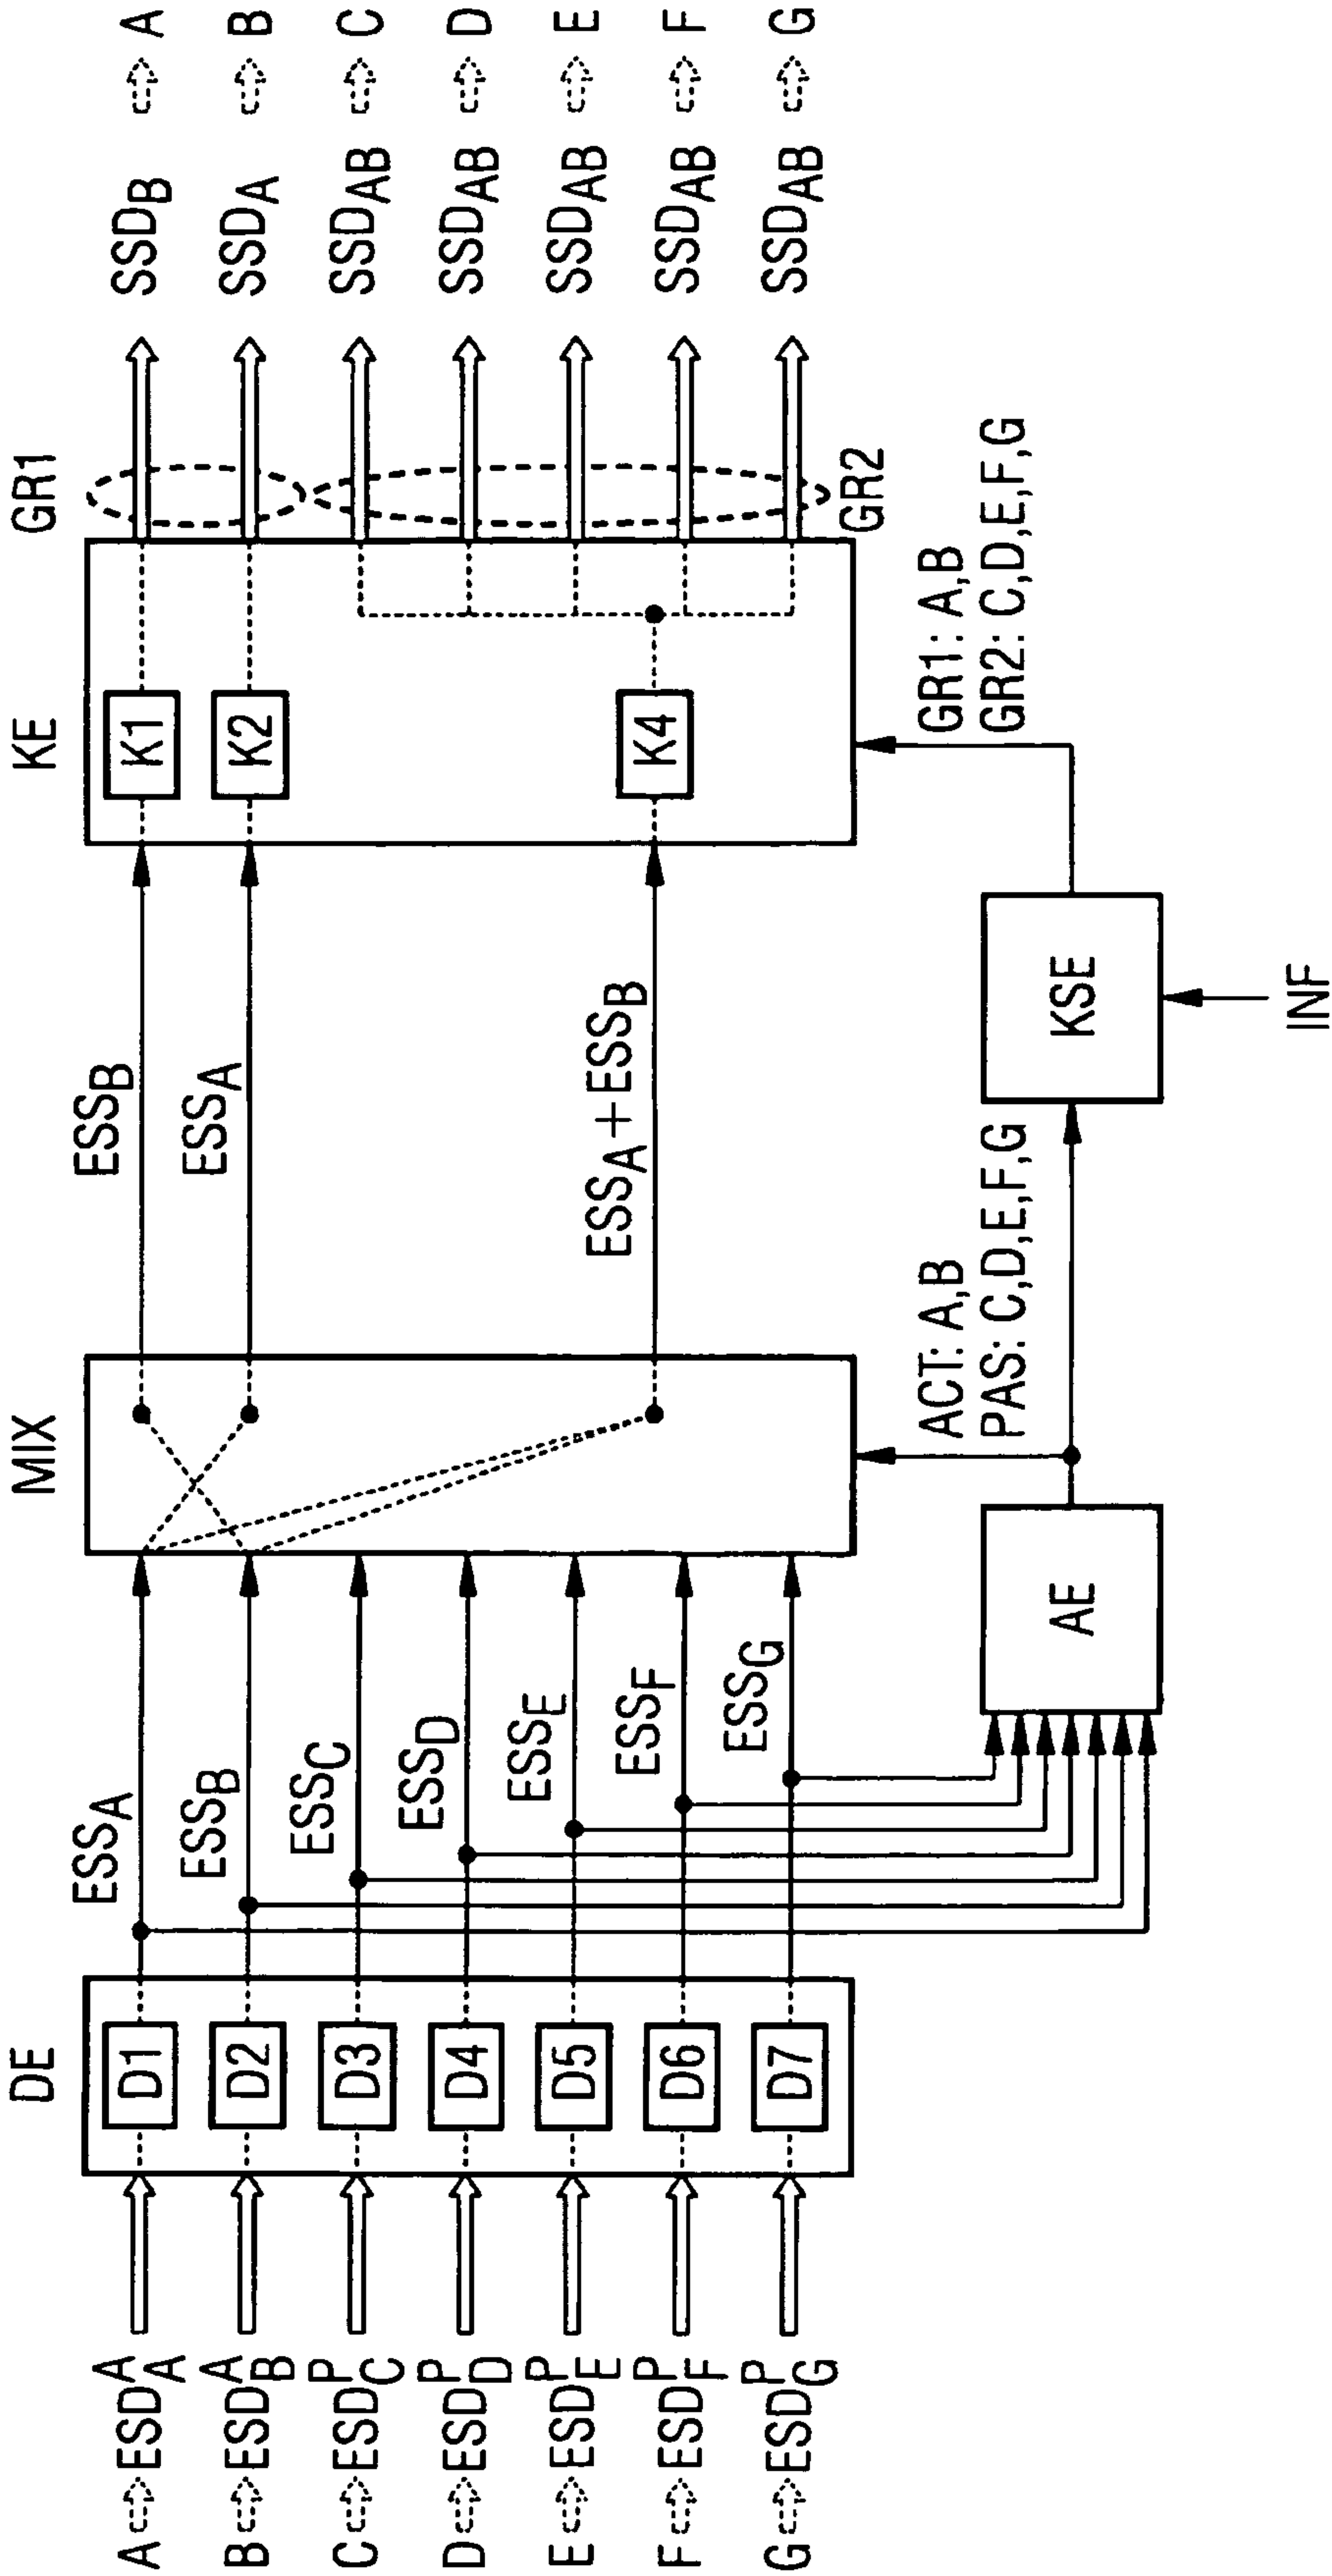 DE
MIX
KE
GR1
A ESD^A_A
D1
ESS_A
ESS_B
K1
SSD_B
A
B ESD^A_B
D2
ESS_B
ESS_A
K2
SSD_A
B
C ESD^P_C
D3
ESS_C
SSD_AB
C
D ESD^P_D
D4
ESS_D
SSD_AB
D
E ESD^P_E
D5
ESS_E
SSD_AB
E
F ESD^P_F
D6
ESS_F
ESS_A+ESS_B
K4
SSD_AB
F
G ESD^P_G
D7
ESS_G
SSD_AB
G
GR2
ACT: A,B
PAS: C,D,E,F,G
GR1: A,B
GR2: C,D,E,F,G
AE
KSE
INF